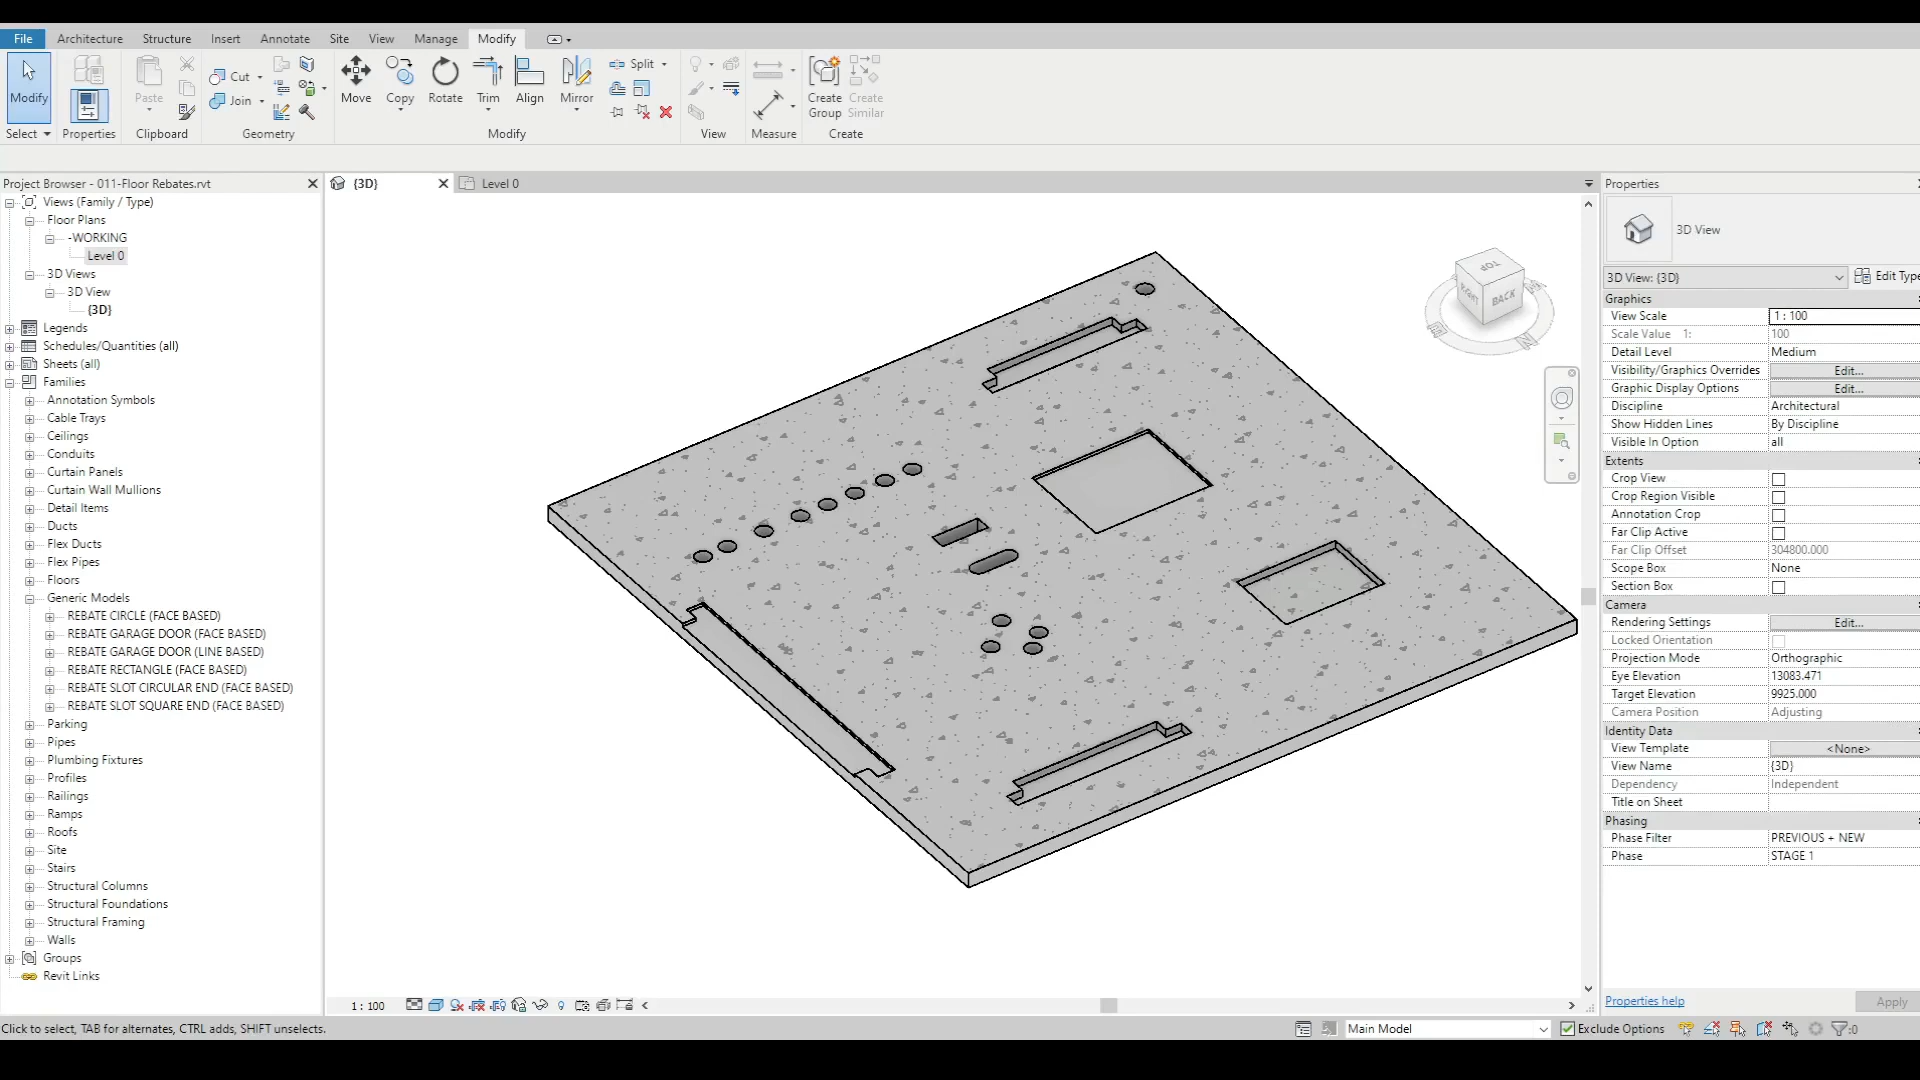 File Architecture Structure Insert Annotate Site View Manage Modify
Modify
Select
Properties
Paste
Clipboard
Cut
Join
Geometry
Move Copy Rotate Trim Align Mirror
Split
Modify
View
Measure
Create Group
Create Similar
Create
Project Browser - 011-Floor Rebates.rvt
{3D}
Level 0
Views (Family / Type)
Floor Plans
-WORKING
Level 0
3D Views
3D View
{3D}
Legends
Schedules/Quantities (all)
Sheets (all)
Families
Annotation Symbols
Cable Trays
Ceilings
Conduits
Curtain Panels
Curtain Wall Mullions
Detail Items
Ducts
Flex Ducts
Flex Pipes
Floors
Generic Models
REBATE CIRCLE (FACE BASED)
REBATE GARAGE DOOR (FACE BASED)
REBATE GARAGE DOOR (LINE BASED)
REBATE RECTANGLE (FACE BASED)
REBATE SLOT CIRCULAR END (FACE BASED)
REBATE SLOT SQUARE END (FACE BASED)
Parking
Pipes
Plumbing Fixtures
Profiles
Railings
Ramps
Roofs
Site
Stairs
Structural Columns
Structural Foundations
Structural Framing
Walls
Groups
Revit Links
TOP
RIGHT
BACK
E
N
Properties
3D View
3D View: {3D}
Edit Type
Graphics
View Scale 1 : 100
Scale Value 1: 100
Detail Level Medium
Visibility/Graphics Overrides Edit...
Graphic Display Options Edit...
Discipline Architectural
Show Hidden Lines By Discipline
Visible In Option all
Extents
Crop View
Crop Region Visible
Annotation Crop
Far Clip Active
Far Clip Offset 304800.000
Scope Box None
Section Box
Camera
Rendering Settings Edit...
Locked Orientation
Projection Mode Orthographic
Eye Elevation 13083.471
Target Elevation 9925.000
Camera Position Adjusting
Identity Data
View Template <None>
View Name {3D}
Dependency Independent
Title on Sheet
Phasing
Phase Filter PREVIOUS + NEW
Phase STAGE 1
Properties help
Apply
1 : 100
Click to select, TAB for alternates, CTRL adds, SHIFT unselects.
Main Model
Exclude Options
:0